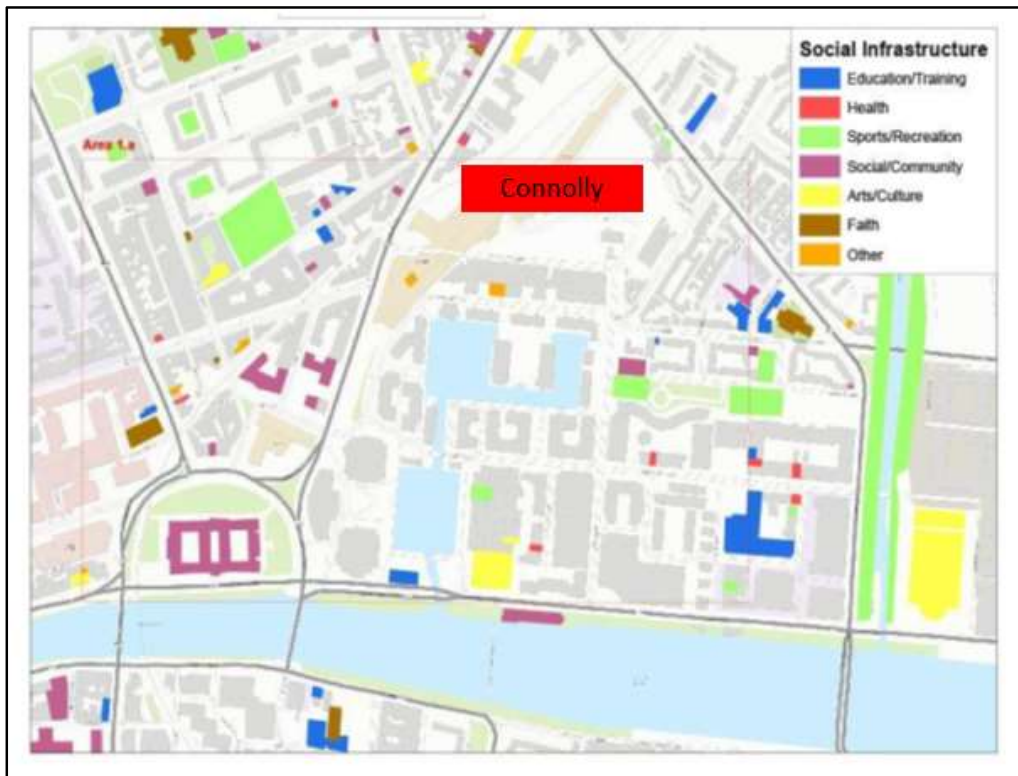 Social Infrastructure
Education/Training
Health
Sports/Recreation
Social/Community
Arts/Culture
Faith
Other
Area 1.a
Connolly